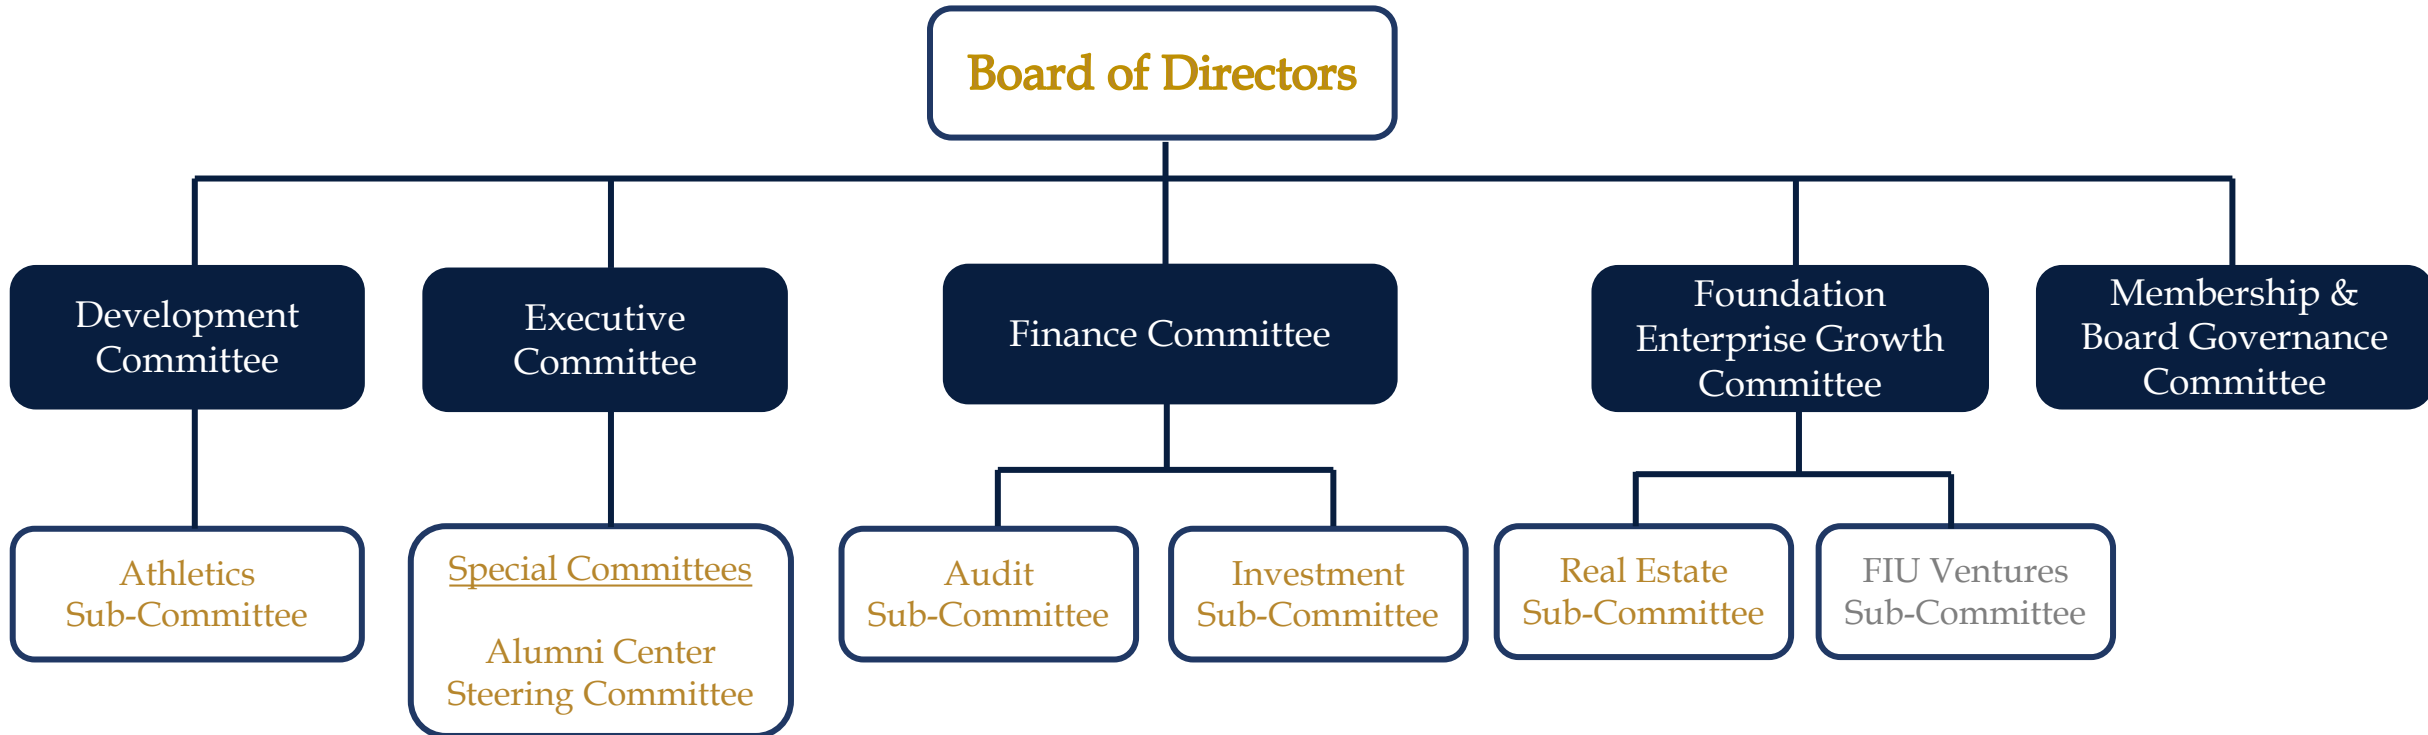 Board of Directors
Development
Committee
Executive
Committee
Finance Committee
Foundation
Enterprise Growth
Committee
Membership &
Board Governance
Committee
Athletics
Sub-Committee
Special Committees
Alumni Center
Steering Committee
Audit
Sub-Committee
Investment
Sub-Committee
Real Estate
Sub-Committee
FIU Ventures
Sub-Committee